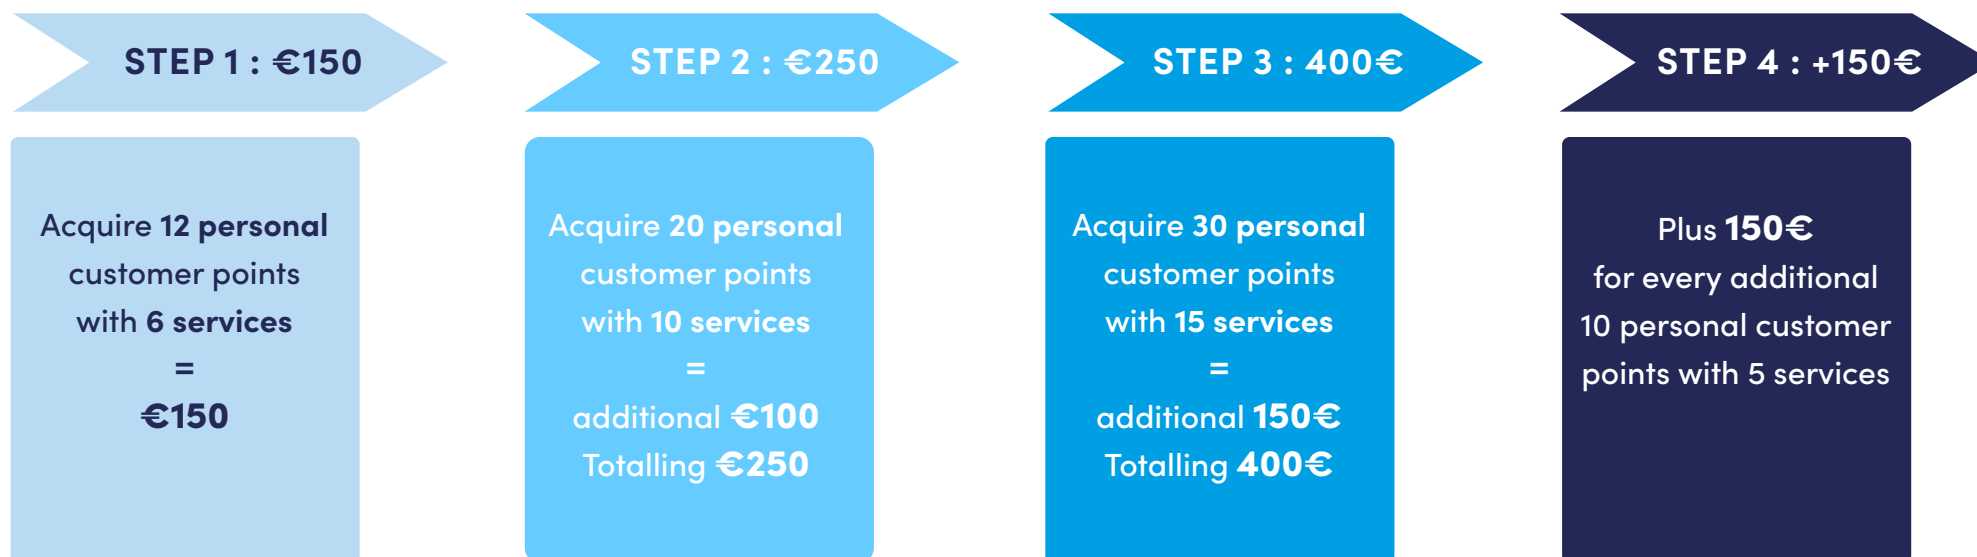 STEP 1 : €150
Acquire 12 personal
customer points
with 6 services
=
€150
STEP 2 : €250
Acquire 20 personal
customer points
with 10 services
=
additional €100
Totalling €250
STEP 3 : 400€
Acquire 30 personal
customer points
with 15 services
=
additional 150€
Totalling 400€
STEP 4 : +150€
Plus 150€
for every additional
10 personal customer
points with 5 services